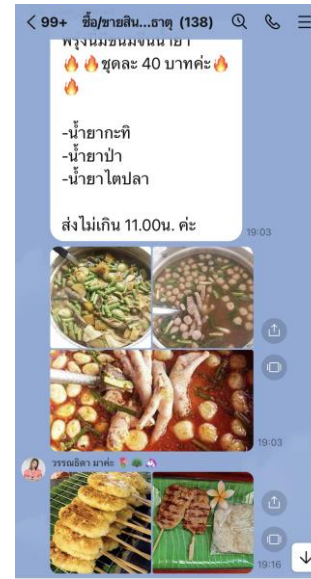 99+ ซื้อ/ขายสิน...ธาตุ (138)
พรุ่งนี้มีขนมจีนน้ำยา
🔥🔥ชุดละ 40 บาทค่ะ🔥
🔥
-น้ำยากะทิ
-น้ำยาป่า
-น้ำยาไตปลา
ส่งไม่เกิน 11.00น. ค่ะ
19:03
19:03
วรรณธิดา มาค่ะ
19:16